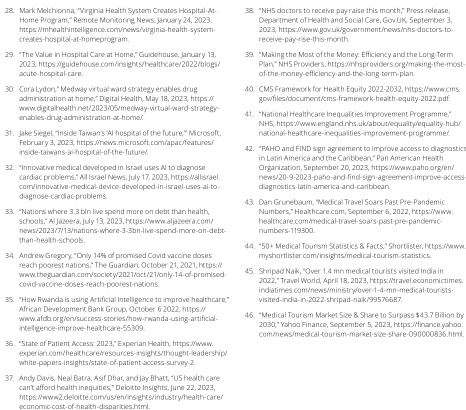 28. Mark Melchionna, "Virginia Health System Creates Hospital-At-
Home Program," Remote Monitoring News, January 24, 2023,
https://mhealthintelligence.com/news/virginia-health-system-
creates-hospital-at-homeprogram.
29. "The Value in Hospital Care at Home," Guidehouse, January 13,
2023, https://guidehouse.com/insights/healthcare/2022/blogs/
acute-hospital-care.
30. Cora Lydon," Medway virtual ward strategy enables drug
administration at home," Digital Health, May 18, 2023, https://
www.digitalhealth.net/2023/05/medway-virtual-ward-strategy-
enables-drug-administration-at-home/.
31. Jake Siegel, "Inside Taiwan's 'AI hospital of the future'," Microsoft,
February 3, 2023, https://news.microsoft.com/apac/features/
inside-taiwans-ai-hospital-of-the-future/.
32. "Innovative medical developed in Israel uses AI to diagnose
cardiac problems," All Israel News, July 17, 2023, https://allisrael.
com/innovative-medical-device-developed-in-israel-uses-ai-to-
diagnose-cardiac-problems.
33. "Nations where 3.3 bln live spend more on debt than health,
schools," Al Jazeera, July 13, 2023, https://www.aljazeera.com/
news/2023/7/13/nations-where-3-3bn-live-spend-more-on-debt-
than-health-schools.
34. Andrew Gregory, "Only 14% of promised Covid vaccine doses
reach poorest nations," The Guardian, October 21, 2021, https://
www.theguardian.com/society/2021/oct/21/only-14-of-promised-
covid-vaccine-doses-reach-poorest-nations.
35. "How Rwanda is using Artificial Intelligence to improve healthcare,"
African Development Bank Group, October 6 2022, https://
www.afdb.org/en/success-stories/how-rwanda-using-artificial-
intelligence-improve-healthcare-55309.
36. "State of Patient Access: 2023," Experian Health, https://www.
experian.com/healthcare/resources-insights/thought-leadership/
white-papers-insights/state-of-patient-access-survey-2.
37. Andy Davis, Neal Batra, Asif Dhar, and Jay Bhatt, "US health care
can't afford health inequities," Deloitte Insights, June 22, 2023,
https://www2.deloitte.com/us/en/insights/industry/health-care/
economic-cost-of-health-disparities.html.
38. "NHS doctors to receive pay raise this month," Press release,
Department of Health and Social Care, Gov.UK, September 3,
2023, https://www.gov.uk/government/news/nhs-doctors-to-
receive-pay-rise-this-month.
39. "Making the Most of the Money: Efficiency and the Long-Term
Plan," NHS Providers, https://nhsproviders.org/making-the-most-
of-the-money-efficiency-and-the-long-term-plan.
40. CMS Framework for Health Equity 2022-2032, https://www.cms.
gov/files/document/cms-framework-health-equity-2022.pdf.
41. "National Healthcare Inequalities Improvement Programme,"
NHS, https://www.england.nhs.uk/about/equality/equality-hub/
national-healthcare-inequalities-improvement-programme/.
42. "PAHO and FIND sign agreement to improve access to diagnostics
in Latin America and the Caribbean," Pan American Health
Organization, September 20, 2023, https://www.paho.org/en/
news/20-9-2023-paho-and-find-sign-agreement-improve-access-
diagnostics-latin-america-and-caribbean.
43. Dan Grunebaum, "Medical Travel Soars Past Pre-Pandemic
Numbers," Healthcare.com, September 6, 2022, https://www.
healthcare.com/medical-travel-soars-past-pre-pandemic-
numbers-119300.
44. "50+ Medical Tourism Statistics & Facts," Shortlister, https://www.
myshortlister.com/insights/medical-tourism-statistics.
45. Shripad Naik, "Over 1.4 mn medical tourists visited India in
2022," Travel World, April 18, 2023, https://travel.economictimes.
indiatimes.com/news/ministry/over-1-4-mn-medical-tourists-
visited-india-in-2022-shripad-naik/99576687.
46. "Medical Tourism Market Size & Share to Surpass $43.7 Billion by
2030," Yahoo Finance, September 5, 2023, https://finance.yahoo.
com/news/medical-tourism-market-size-share-090000836.html.